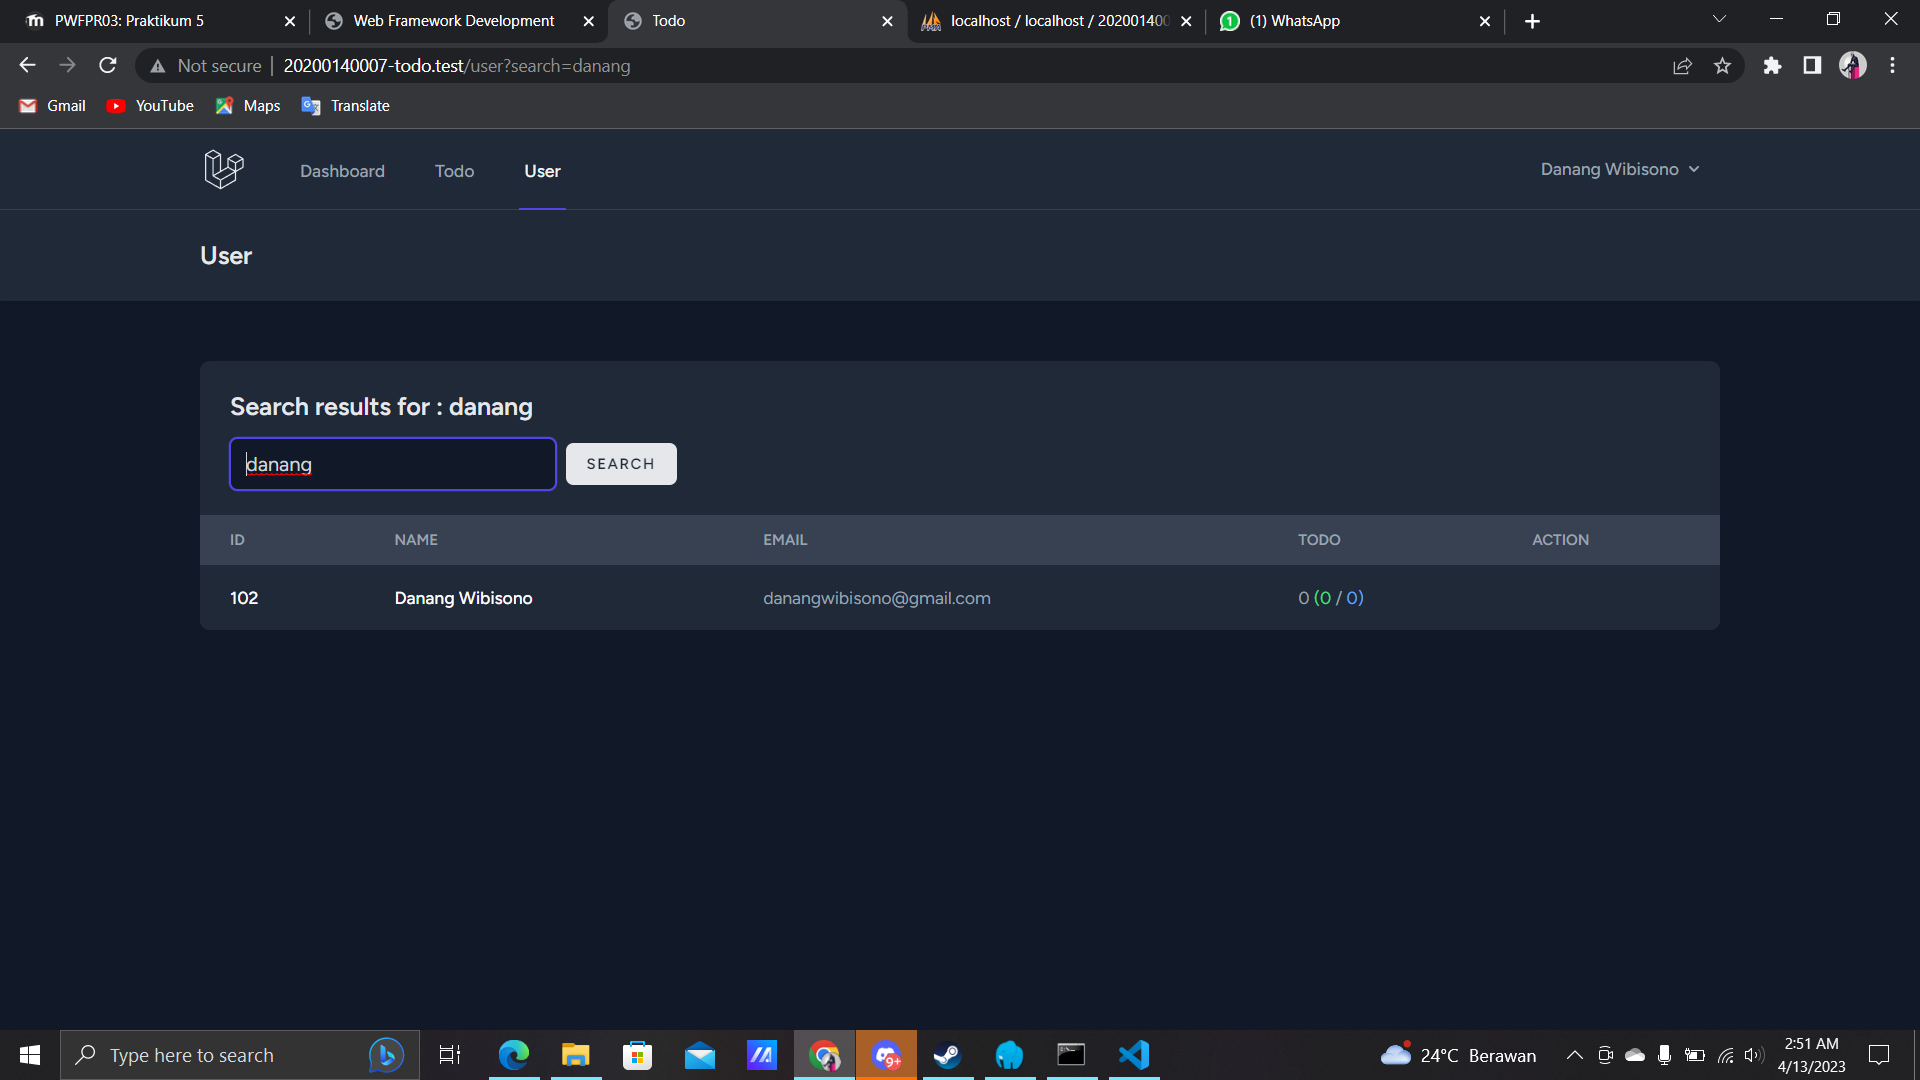 PWFPR03: Praktikum 5
Web Framework Development
Todo
localhost / localhost / 20200140
(1) WhatsApp
Not secure
20200140007-todo.test/user?search=danang
Gmail
YouTube
Maps
Translate
Dashboard
Todo
User
Danang Wibisono
User
Search results for : danang
danang
SEARCH
ID NAME EMAIL TODO ACTION
102 Danang Wibisono danangwibisono@gmail.com 0 (0 / 0)
Type here to search
9+
24°C Berawan
2:51 AM
4/13/2023